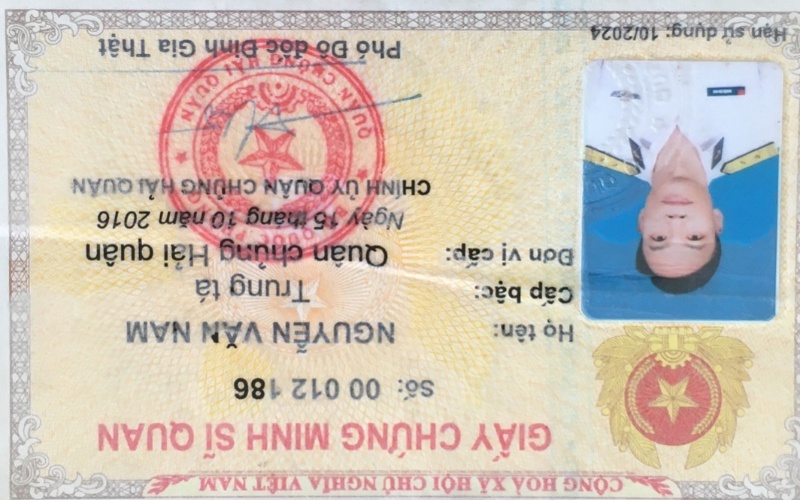 CỘNG HOÀ XÃ HỘI CHỦ NGHĨA VIỆT NAM
GIẤY CHỨNG MINH SĨ QUAN
Số: 00 012 186
Họ tên: NGUYỄN VĂN NAM
Cấp bậc: Trung tá
Đơn vị cấp: Quân chủng Hải quân
Ngày 15 tháng 10 năm 2016
CHÍNH ỦY QUÂN CHỦNG HẢI QUÂN
QUÂN CHỦNG HẢI QUÂN
Phó Đô đốc Đinh Gia Thật
Hạn sử dụng: 10/2024